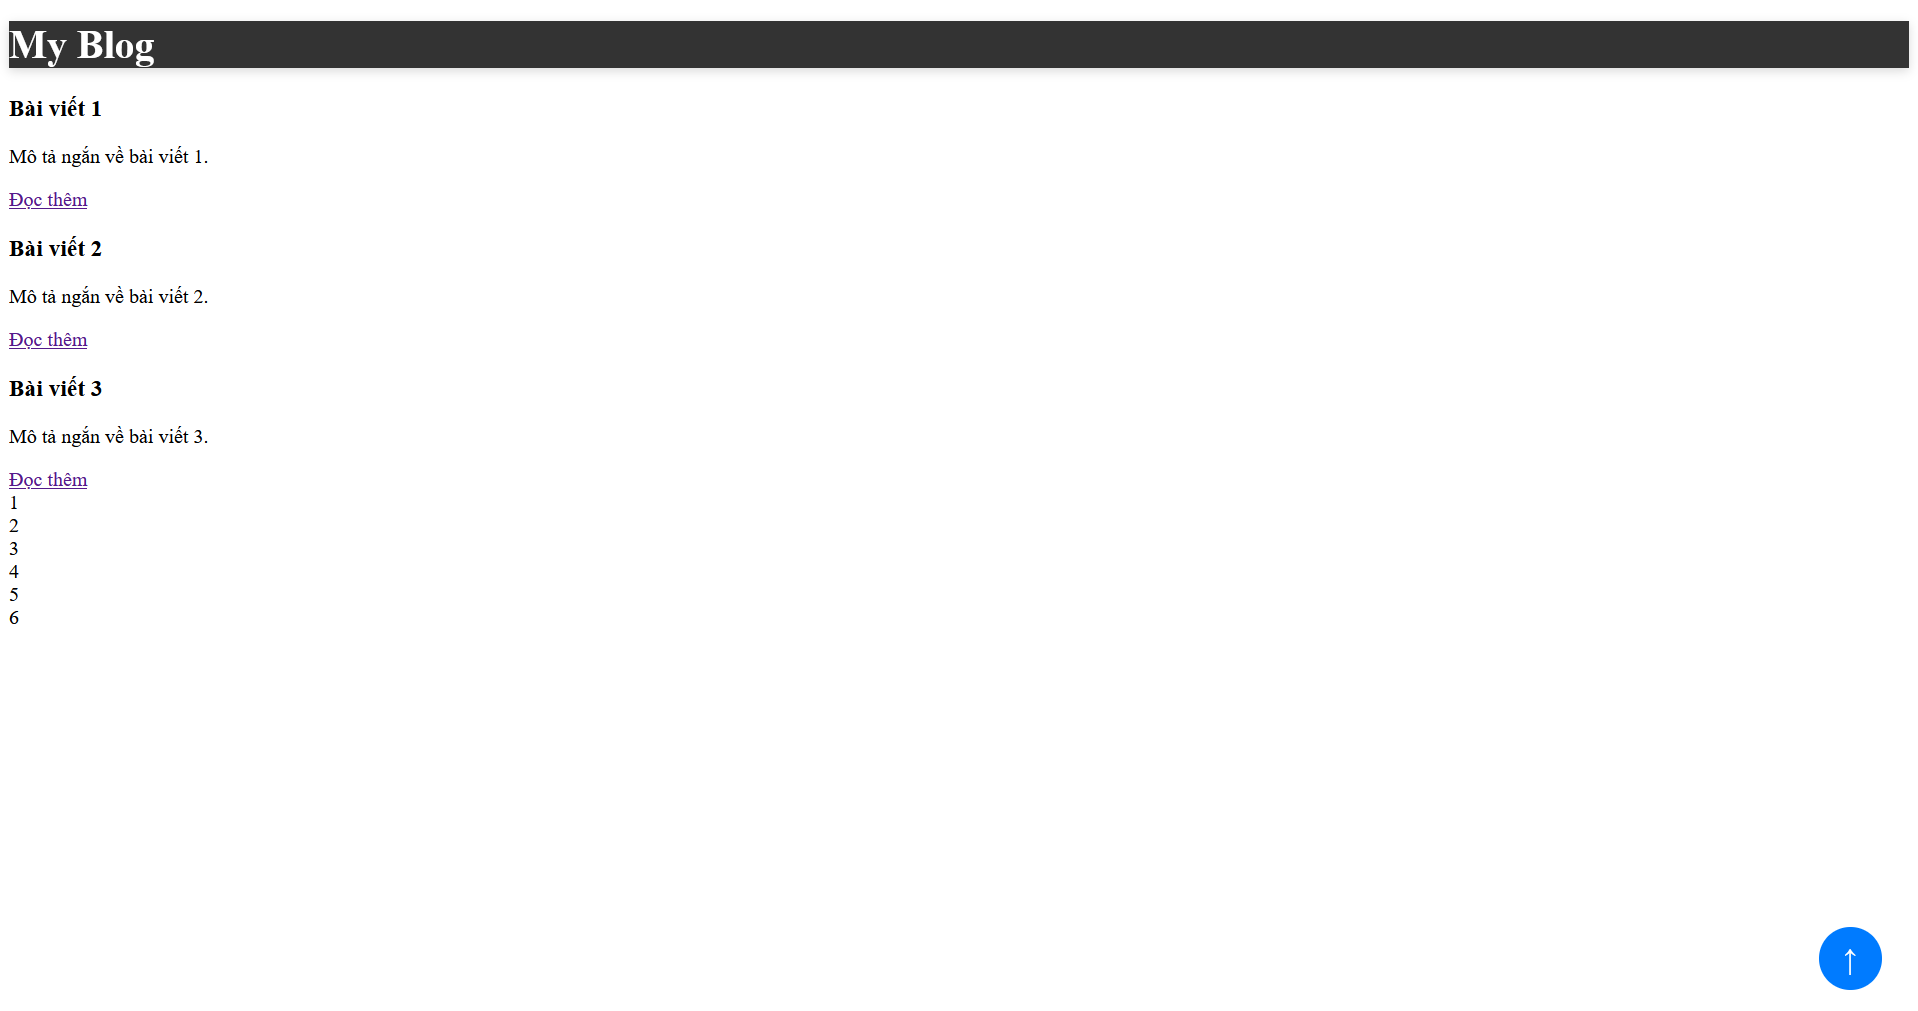 My Blog
Bài viết 1
Mô tả ngắn về bài viết 1.
Đọc thêm
Bài viết 2
Mô tả ngắn về bài viết 2.
Đọc thêm
Bài viết 3
Mô tả ngắn về bài viết 3.
Đọc thêm
1
2
3
4
5
6
↑